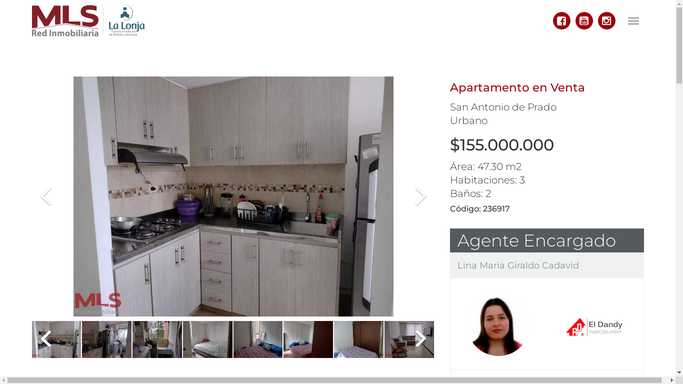 MLS
Red Inmobiliaria
La Lonja
Apartamento en Venta
San Antonio de Prado
Urbano
$155.000.000
Área: 47.30 m2
Habitaciones: 3
Baños: 2
Código: 236917
MLS
Agente Encargado
Lina Maria Giraldo Cadavid
El Dandy